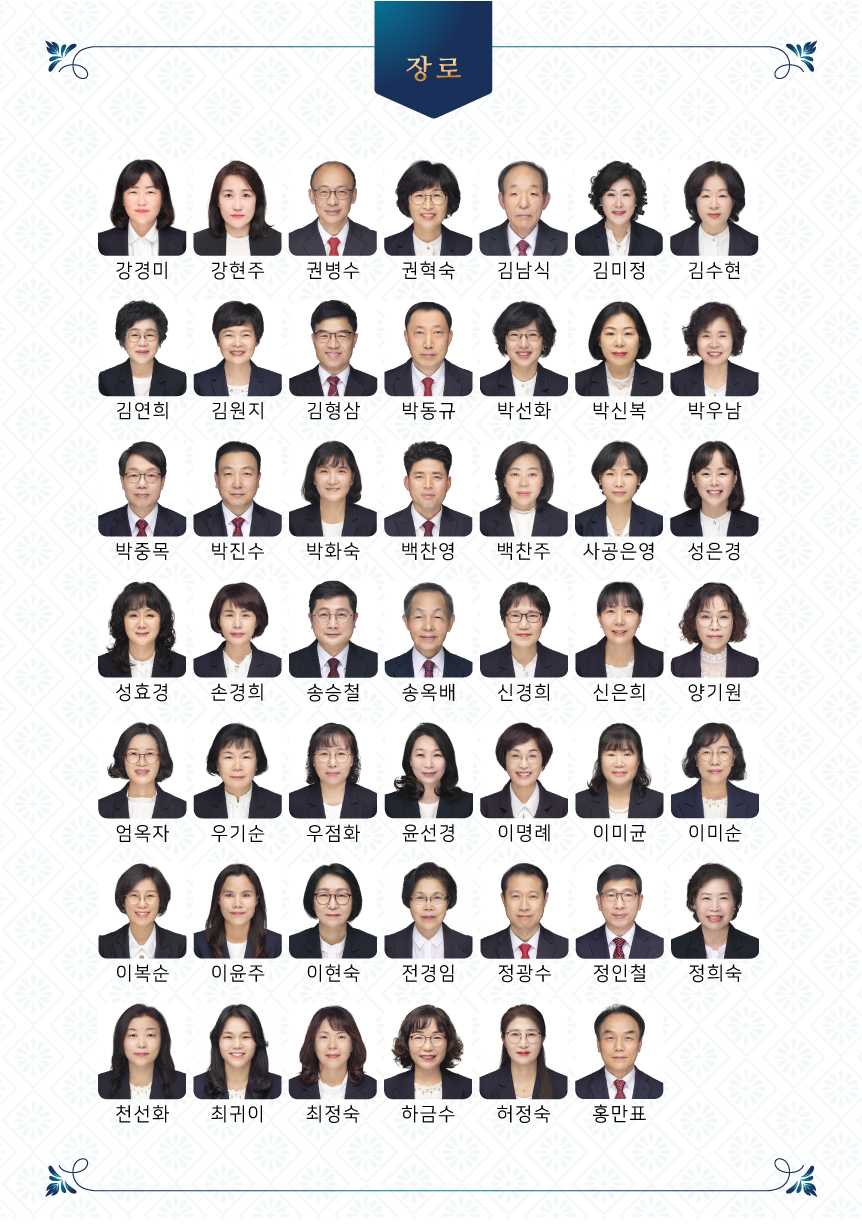 장로
강경미 강현주 권병수 권혁숙 김남식 김미정 김수현
김연희 김원지 김형삼 박동규 박선화 박신복 박우남
박중목 박진수 박화숙 백찬영 백찬주 사공은영 성은경
성효경 손경희 송승철 송옥배 신경희 신은희 양기원
엄옥자 우기순 우점화 윤선경 이명례 이미균 이미순
이복순 이윤주 이현숙 전경임 정광수 정인철 정희숙
천선화 최귀이 최정숙 하금수 허정숙 홍만표